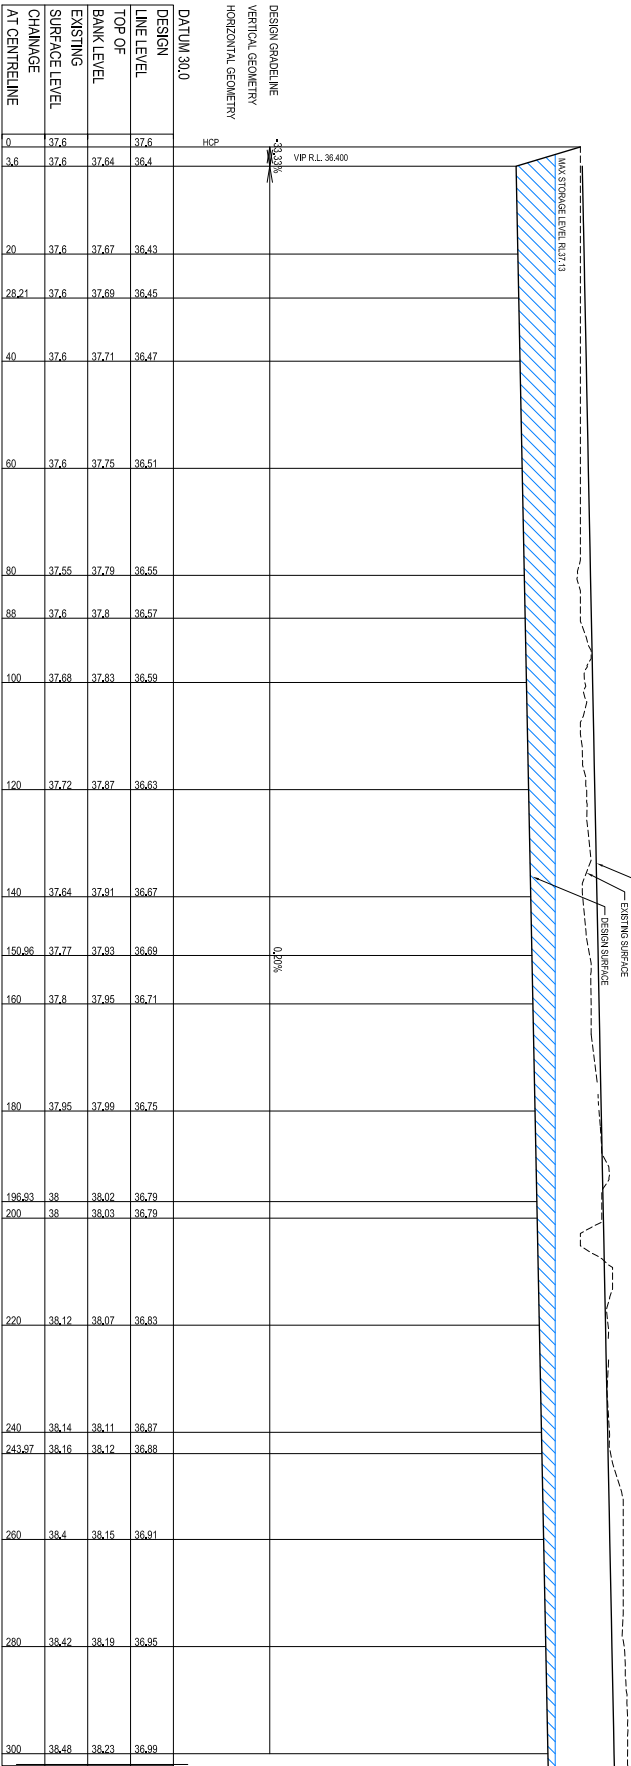 DESIGN GRADELINE
VERTICAL GEOMETRY
HORIZONTAL GEOMETRY
DATUM 30.0
DESIGN
LINE LEVEL
TOP OF
BANK LEVEL
EXISTING
SURFACE LEVEL
CHAINAGE
AT CENTRELINE
-33.33%
VIP R.L. 36.400
HCP
0.20%
MAX STORAGE LEVEL RL37.13
EXISTING SURFACE
DESIGN SURFACE
0 37.6 37.6
3.6 37.6 37.64 36.4
20 37.6 37.67 36.43
28.21 37.6 37.69 36.45
40 37.6 37.71 36.47
60 37.6 37.75 36.51
80 37.55 37.79 36.55
88 37.6 37.8 36.57
100 37.68 37.83 36.59
120 37.72 37.87 36.63
140 37.64 37.91 36.67
150.96 37.77 37.93 36.69
160 37.8 37.95 36.71
180 37.95 37.99 36.75
196.93 38 38.02 36.79
200 38 38.03 36.79
220 38.12 38.07 36.83
240 38.14 38.11 36.87
243.97 38.16 38.12 36.88
260 38.4 38.15 36.91
280 38.42 38.19 36.95
300 38.48 38.23 36.99